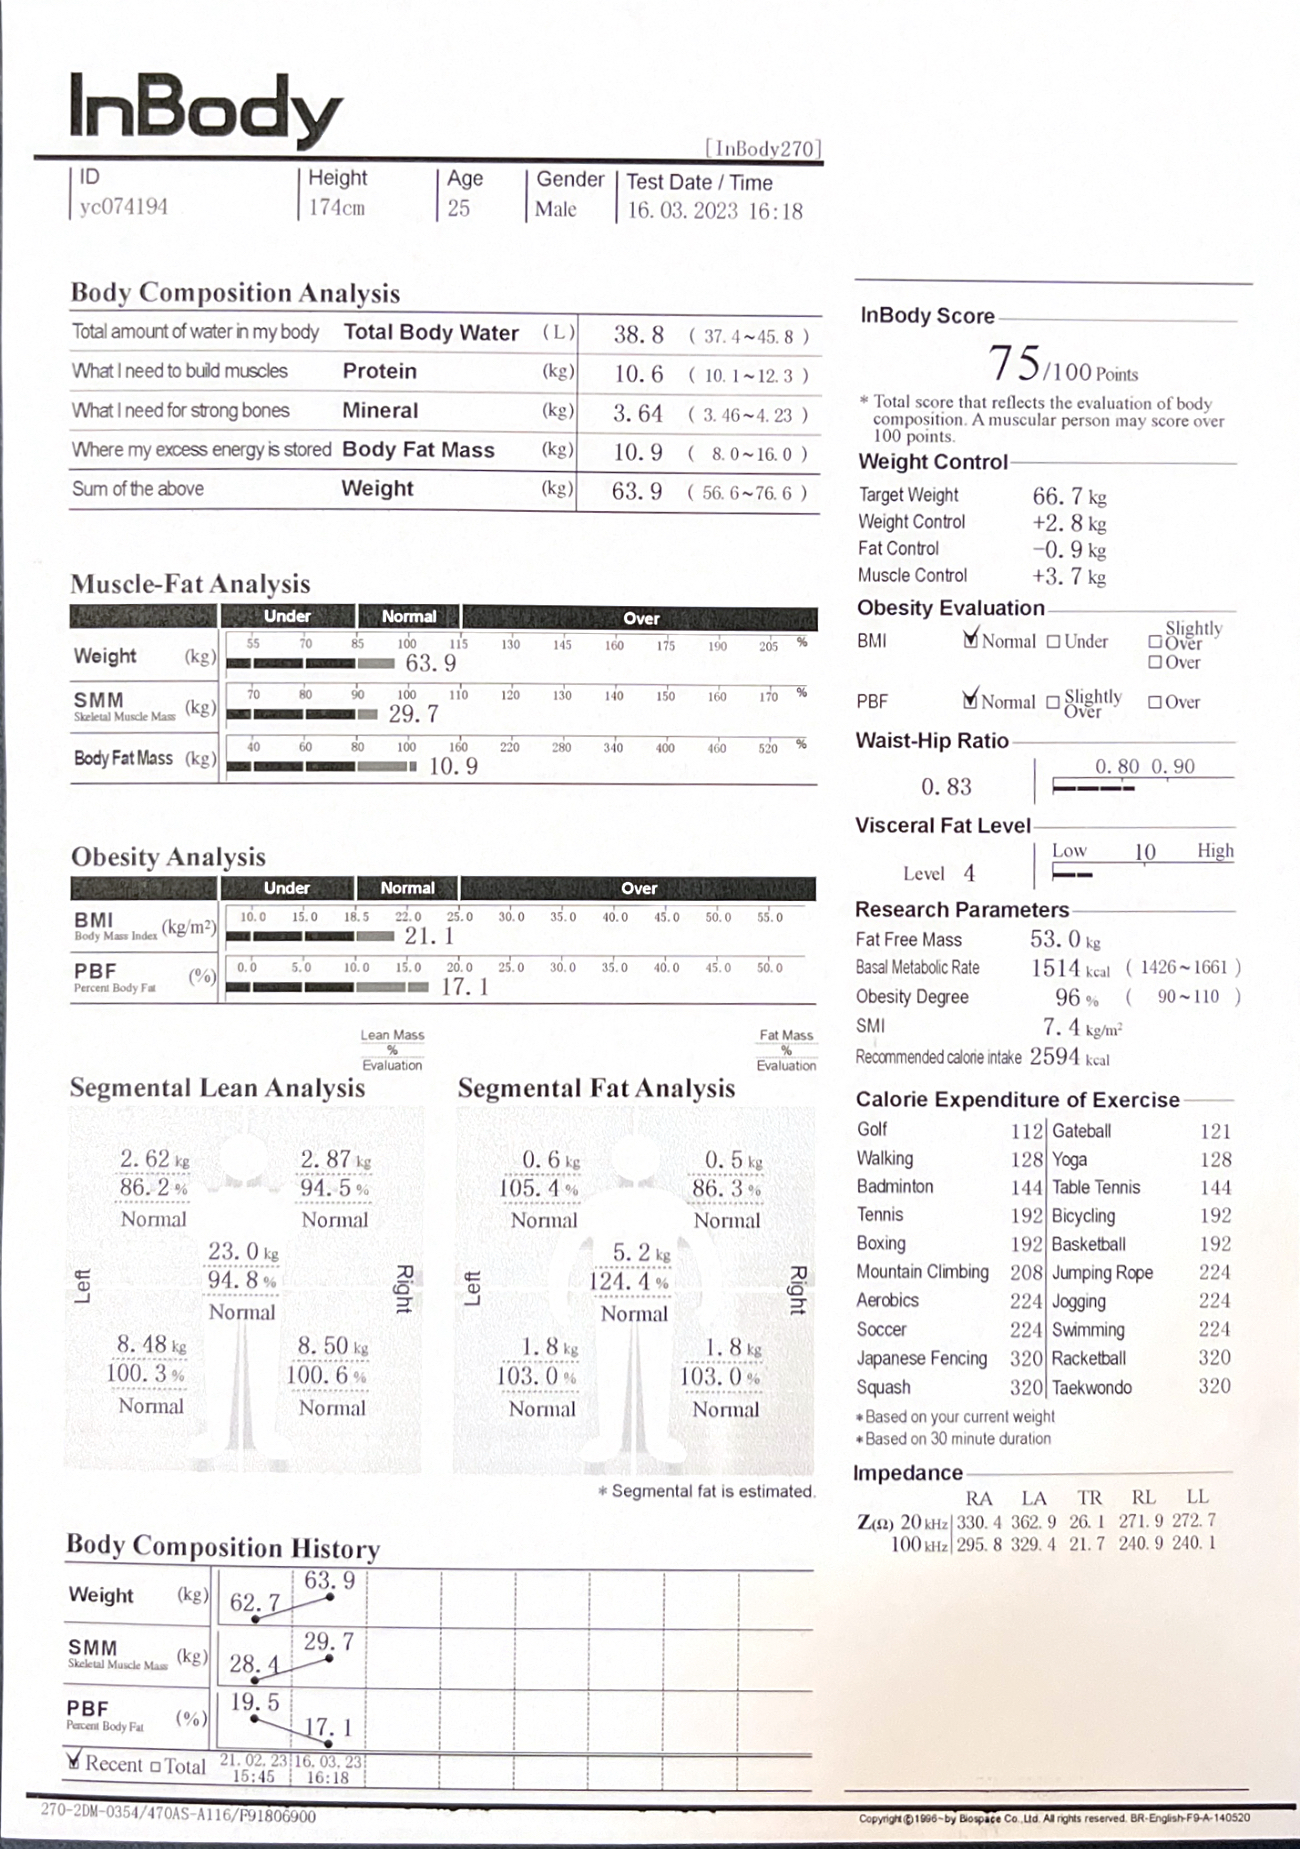 InBody
[InBody270]
ID Height Age Gender Test Date / Time
yc074194 174cm 25 Male 16. 03. 2023 16:18
Body Composition Analysis
Total amount of water in my body Total Body Water (L) 38. 8 ( 37. 4~45. 8 )
What I need to build muscles Protein (kg) 10. 6 ( 10. 1~12. 3 )
What I need for strong bones Mineral (kg) 3. 64 ( 3. 46~4. 23 )
Where my excess energy is stored Body Fat Mass (kg) 10. 9 ( 8. 0~16. 0 )
Sum of the above Weight (kg) 63. 9 ( 56. 6~76. 6 )
Muscle-Fat Analysis
Under Normal Over
55 70 85 100 115 130 145 160 175 190 205 %
Weight (kg) 63. 9
70 80 90 100 110 120 130 140 150 160 170 %
SMM (kg) 29. 7
Skeletal Muscle Mass
40 60 80 100 160 220 280 340 400 460 520 %
Body Fat Mass (kg) 10. 9
Obesity Analysis
Under Normal Over
10. 0 15. 0 18. 5 22. 0 25. 0 30. 0 35. 0 40. 0 45. 0 50. 0 55. 0
BMI (kg/m²) 21. 1
Body Mass Index
0. 0 5. 0 10. 0 15. 0 20. 0 25. 0 30. 0 35. 0 40. 0 45. 0 50. 0
PBF (%) 17. 1
Percent Body Fat
Lean Mass
%
Evaluation
Segmental Lean Analysis
2. 62 kg 2. 87 kg
86. 2 % 94. 5 %
Normal Normal
23. 0 kg
94. 8 %
Normal
Left Right
8. 48 kg 8. 50 kg
100. 3 % 100. 6 %
Normal Normal
Fat Mass
%
Evaluation
Segmental Fat Analysis
0. 6 kg 0. 5 kg
105. 4 % 86. 3 %
Normal Normal
5. 2 kg
124. 4 %
Normal
Left Right
1. 8 kg 1. 8 kg
103. 0 % 103. 0 %
Normal Normal
* Segmental fat is estimated.
Body Composition History
Weight (kg) 62. 7 63. 9
SMM (kg) 28. 4 29. 7
Skeletal Muscle Mass
PBF (%) 19. 5 17. 1
Percent Body Fat
Recent Total 21. 02. 23 16. 03. 23
15:45 16:18
InBody Score
75/100 Points
* Total score that reflects the evaluation of body
composition. A muscular person may score over
100 points.
Weight Control
Target Weight 66. 7 kg
Weight Control +2. 8 kg
Fat Control −0. 9 kg
Muscle Control +3. 7 kg
Obesity Evaluation
BMI Normal Under Slightly Over
Over
PBF Normal Slightly Over Over
Waist-Hip Ratio
0. 80 0. 90
0. 83
Visceral Fat Level
Low 10 High
Level 4
Research Parameters
Fat Free Mass 53. 0 kg
Basal Metabolic Rate 1514 kcal ( 1426~1661 )
Obesity Degree 96 % ( 90~110 )
SMI 7. 4 kg/m²
Recommended calorie intake 2594 kcal
Calorie Expenditure of Exercise
Golf 112 Gateball 121
Walking 128 Yoga 128
Badminton 144 Table Tennis 144
Tennis 192 Bicycling 192
Boxing 192 Basketball 192
Mountain Climbing 208 Jumping Rope 224
Aerobics 224 Jogging 224
Soccer 224 Swimming 224
Japanese Fencing 320 Racketball 320
Squash 320 Taekwondo 320
*Based on your current weight
*Based on 30 minute duration
Impedance
RA LA TR RL LL
Z(Ω) 20 kHz 330. 4 362. 9 26. 1 271. 9 272. 7
100 kHz 295. 8 329. 4 21. 7 240. 9 240. 1
270-2DM-0354/470AS-A116/F91806900
Copyright ©1996~by Biospace Co.,Ltd. All rights reserved. BR-English-F9-A-140520